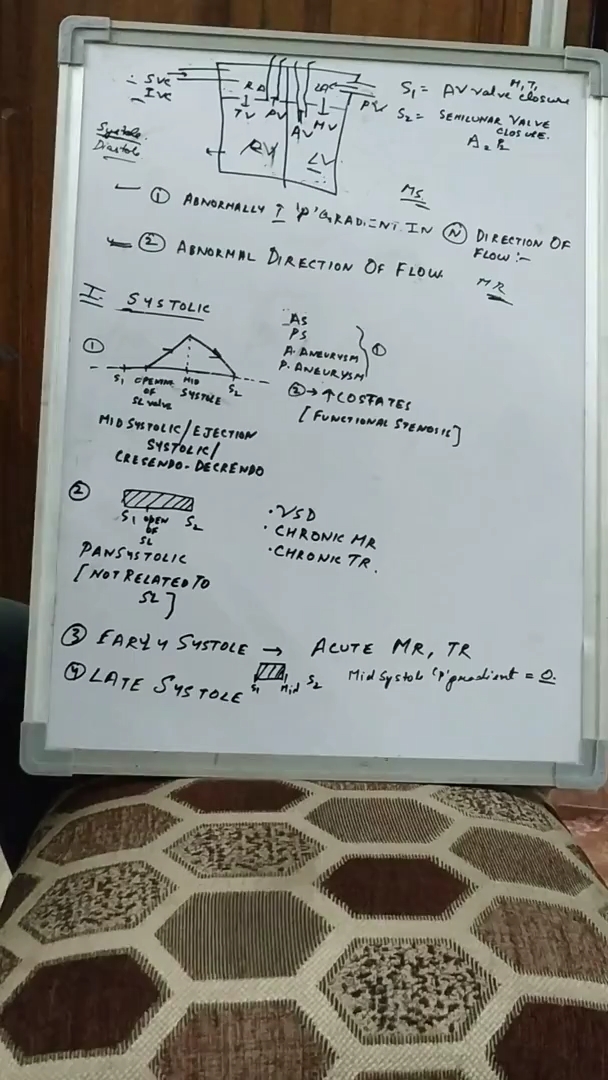 SVC
IVC
RA
LA
PV
TV PV AV MV
RV
LV
Systole
Diastole
S1 = AV valve closure
M, T,
S2 = SEMILUNAR VALVE
CLOSURE.
A2 P2
MS
① ABNORMALLY ↑ 'P' GRADIENT IN Ⓝ DIRECTION OF
FLOW :-
② ABNORMAL DIRECTION OF FLOW
MR
I. SYSTOLIC
①
S1 OPENING MID S2
OF SYSTOLE
SL valve
MID SYSTOLIC/EJECTION
SYSTOLIC/
CRESENDO-DECRENDO
AS
PS
A. ANEURYSM
P. ANEURYSM
①
② → ↑ CO STATES
[FUNCTIONAL STENOSIS]
②
S1 OPEN S2
OF
SL
PANSYSTOLIC
[NOT RELATED TO
SL]
· VSD
· CHRONIC MR
· CHRONIC TR.
③ EARLY SYSTOLE → ACUTE MR, TR
④ LATE SYSTOLE
S1 Mid S2
Mid Systole 'P' gradient = 0.